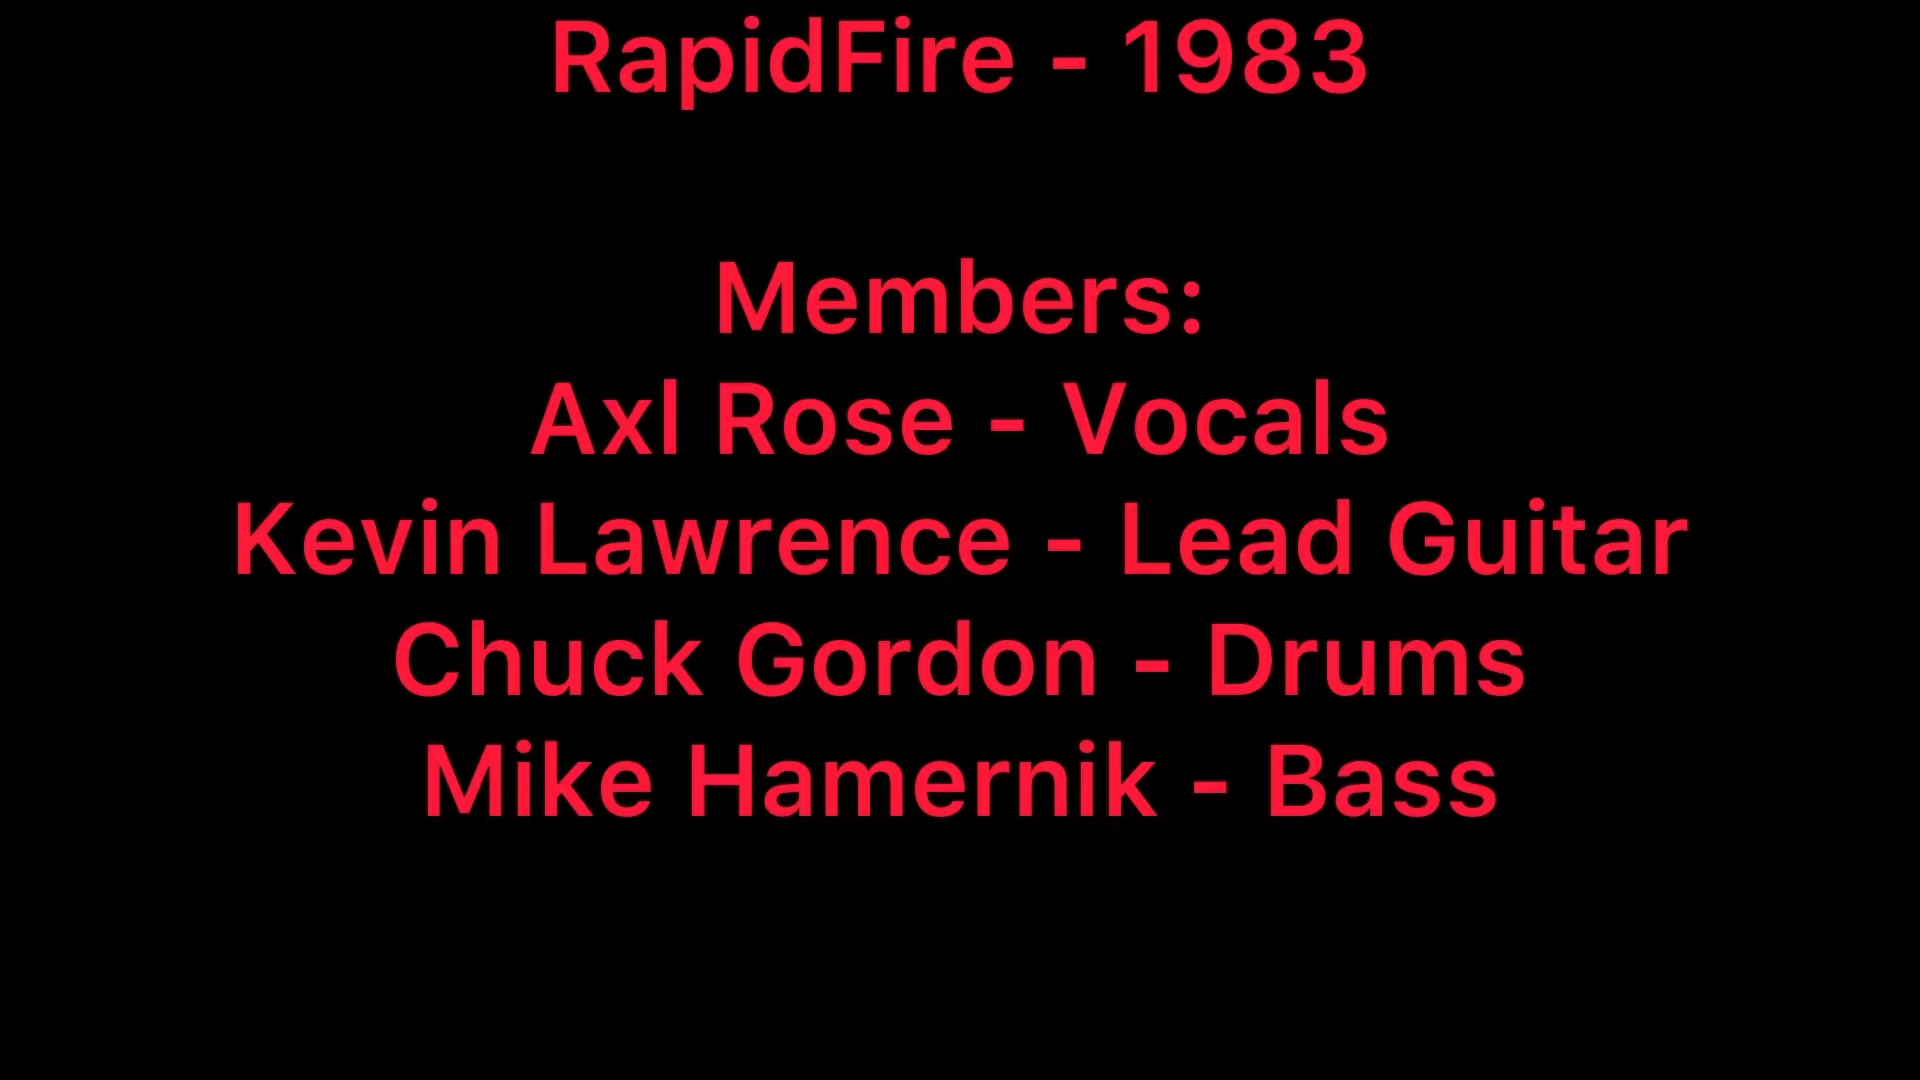 RapidFire - 1983
Members:
Axl Rose - Vocals
Kevin Lawrence - Lead Guitar
Chuck Gordon - Drums
Mike Hamernik - Bass